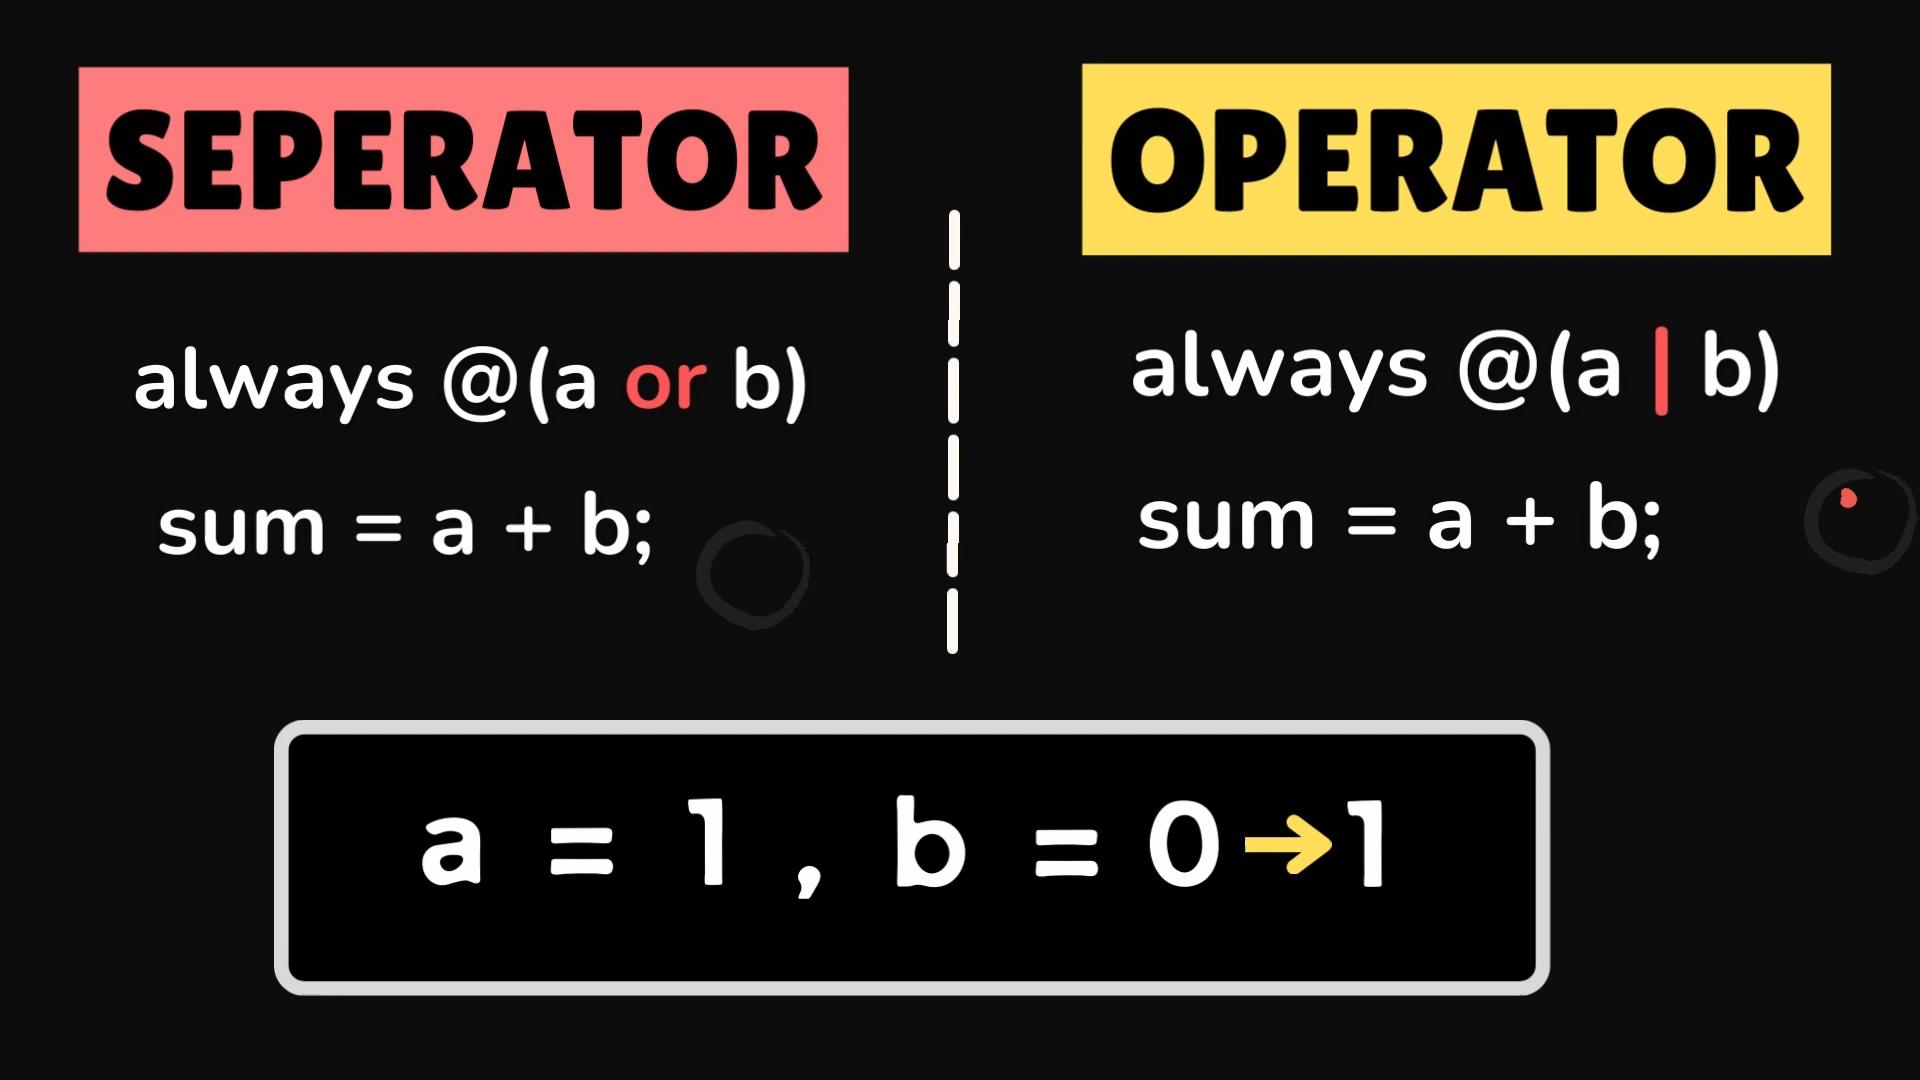 SEPERATOR
always @(a or b)
sum = a + b;
OPERATOR
always @(a | b)
sum = a + b;
a = 1 , b = 0→1